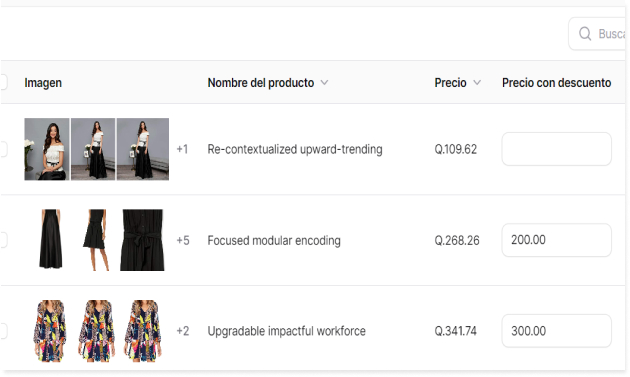 Busca
Imagen Nombre del producto Precio Precio con descuento
+1 Re-contextualized upward-trending Q.109.62
+5 Focused modular encoding Q.268.26 200.00
+2 Upgradable impactful workforce Q.341.74 300.00